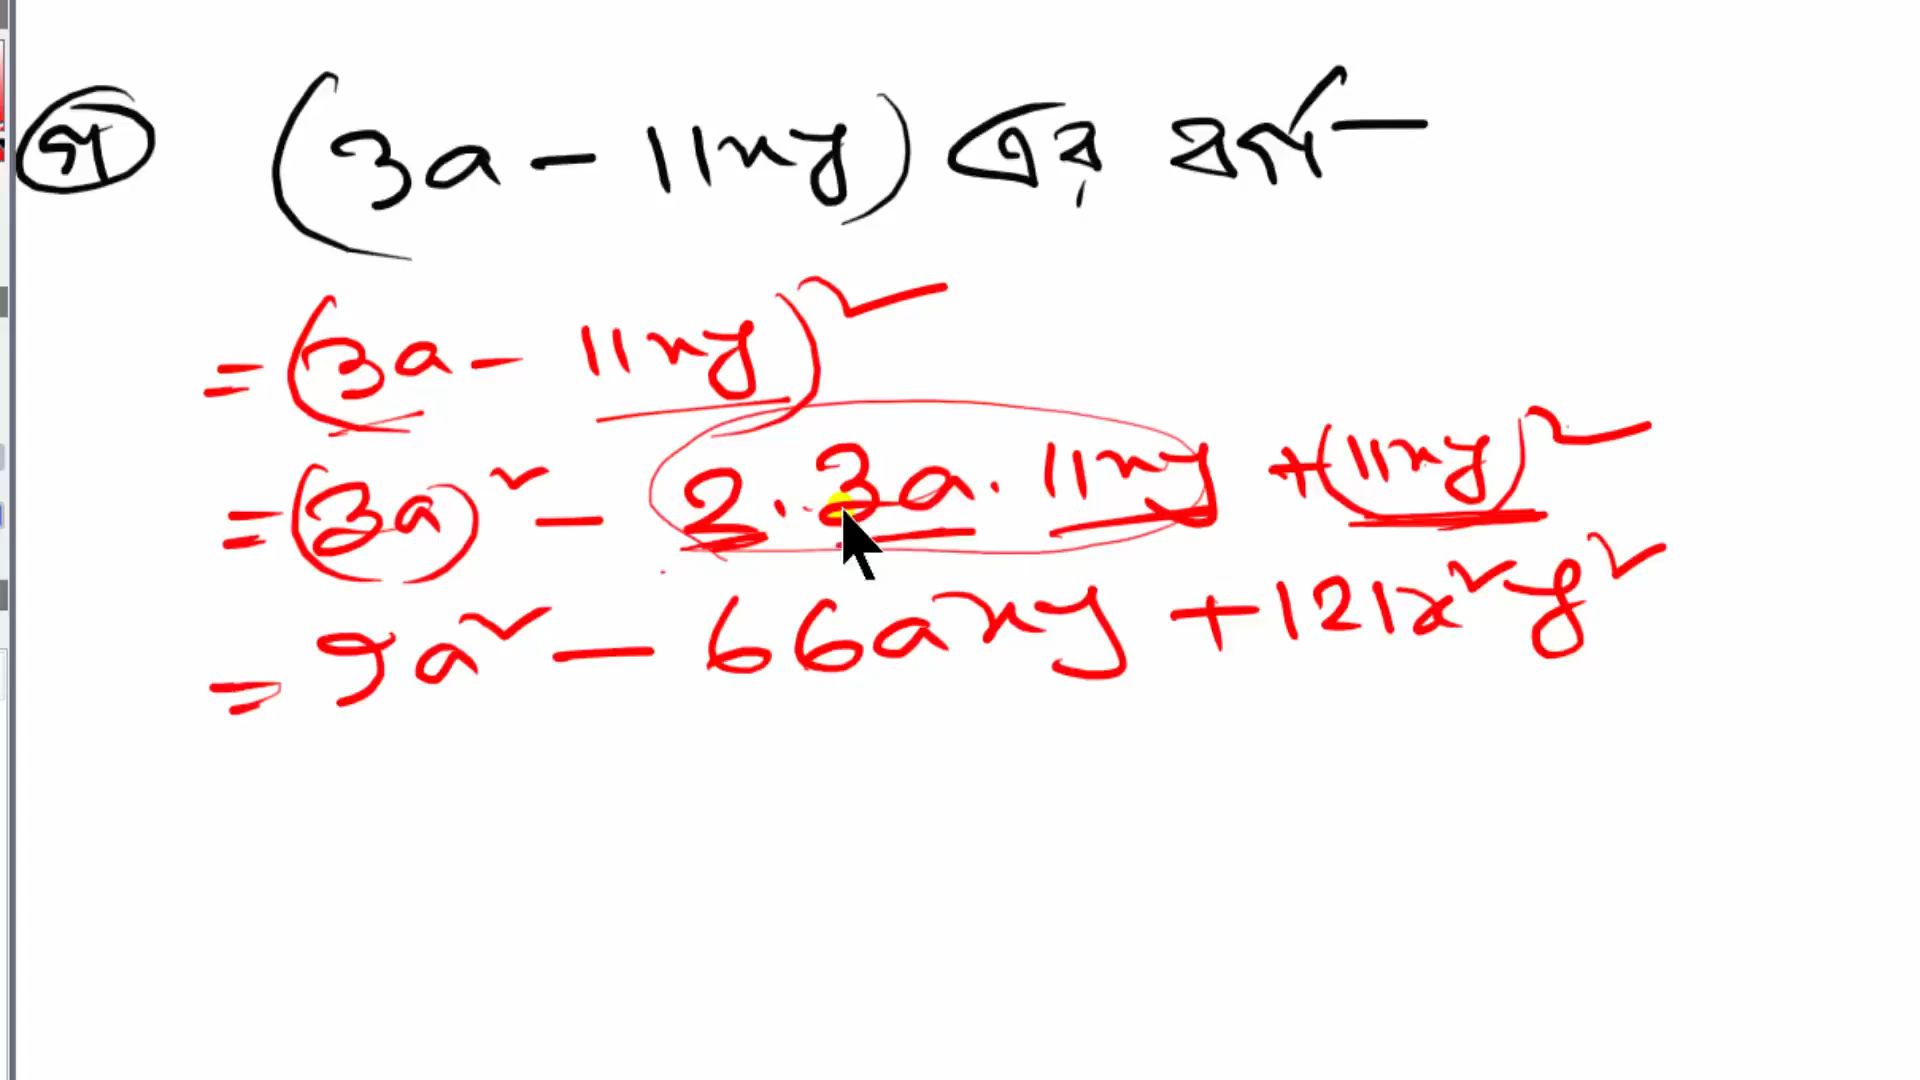 (3a - 11xy) এর বর্গ —
= (3a - 11xy)²
= (3a)² - 2 . 3a . 11xy + (11xy)²
= 9a² - 66axy + 121x²y²